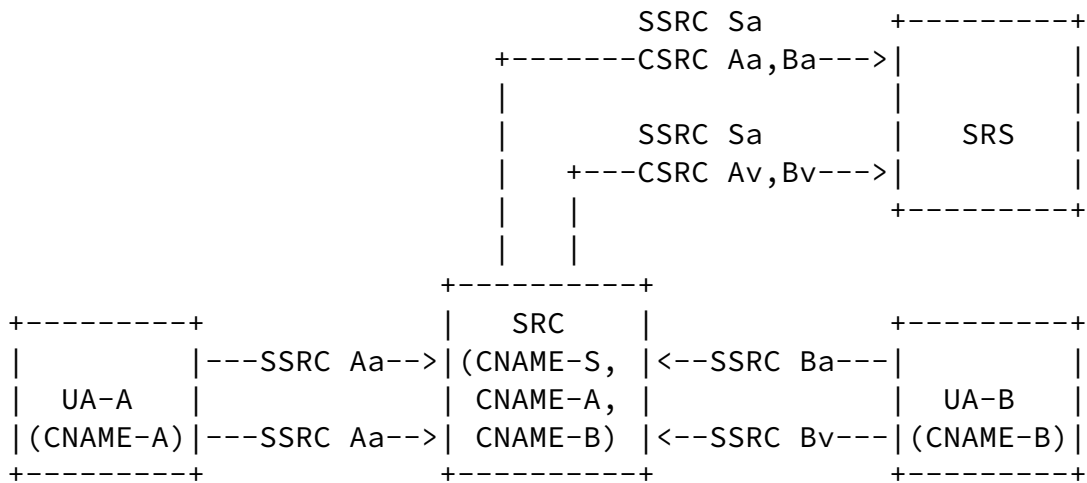 SSRC Sa
CSRC Aa,Ba
SSRC Sa
SRS
CSRC Av,Bv
SRC
SSRC Aa (CNAME-S, SSRC Ba
UA-A CNAME-A, UA-B
(CNAME-A) SSRC Aa CNAME-B) SSRC Bv (CNAME-B)